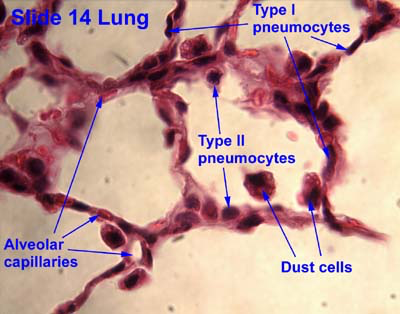 Slide 14 Lung
Type I
pneumocytes
Type II
pneumocytes
Alveolar
capillaries
Dust cells